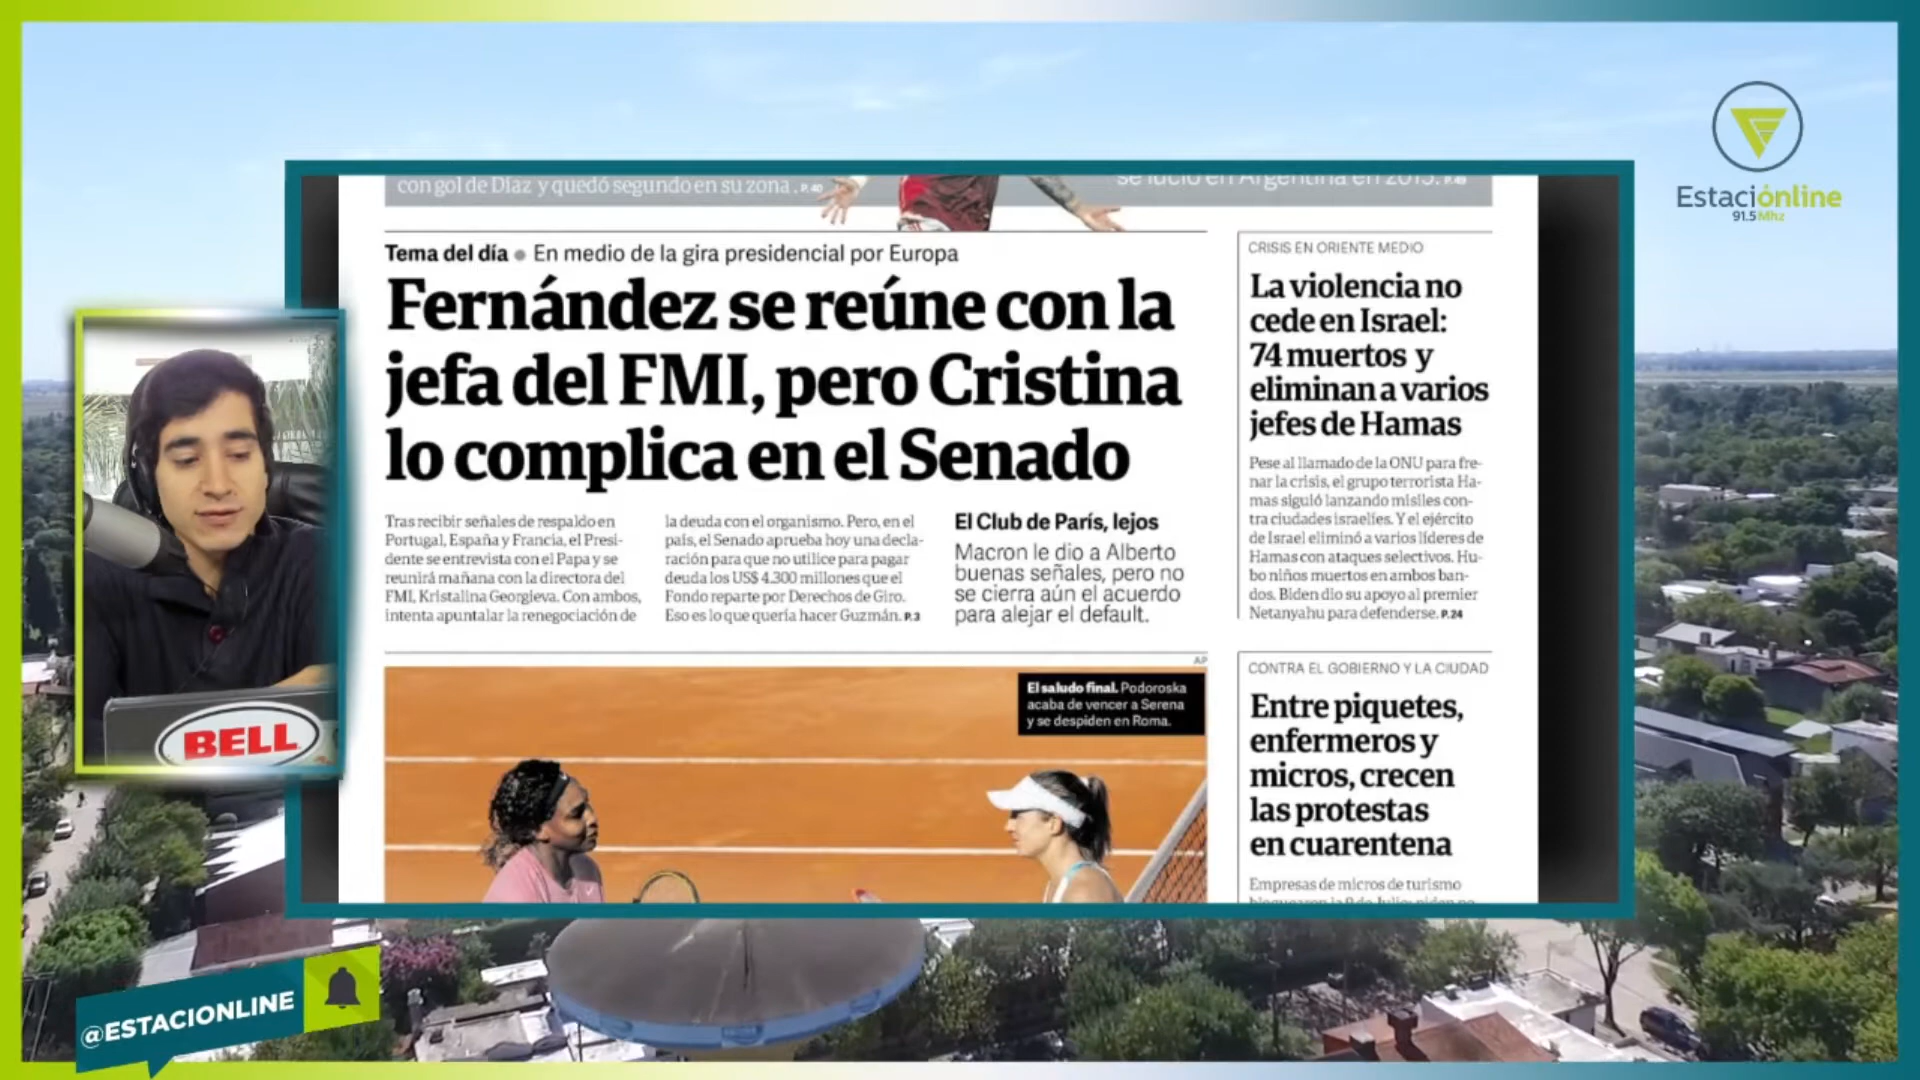 con gol de Díaz y quedó segundo en su zona. P.40
se lució en Argentina en 2015.
Tema del día ● En medio de la gira presidencial por Europa
Fernández se reúne con la
jefa del FMI, pero Cristina
lo complica en el Senado
Tras recibir señales de respaldo en
Portugal, España y Francia, el Presi-
dente se entrevista con el Papa y se
reunirá mañana con la directora del
FMI, Kristalina Georgieva. Con ambos,
intenta apuntalar la renegociación de
la deuda con el organismo. Pero, en el
país, el Senado aprueba hoy una decla-
ración para que no utilice para pagar
deuda los US$ 4.300 millones que el
Fondo reparte por Derechos de Giro.
Eso es lo que quería hacer Guzmán. P.3
El Club de París, lejos
Macron le dio a Alberto
buenas señales, pero no
se cierra aún el acuerdo
para alejar el default.
AP
El saludo final. Podoroska
acaba de vencer a Serena
y se despiden en Roma.
CRISIS EN ORIENTE MEDIO
La violencia no
cede en Israel:
74 muertos y
eliminan a varios
jefes de Hamas
Pese al llamado de la ONU para fre-
nar la crisis, el grupo terrorista Ha-
mas siguió lanzando misiles con-
tra ciudades israelíes. Y el ejército
de Israel eliminó a varios líderes de
Hamas con ataques selectivos. Hu-
bo niños muertos en ambos ban-
dos. Biden dio su apoyo al premier
Netanyahu para defenderse. P.24
CONTRA EL GOBIERNO Y LA CIUDAD
Entre piquetes,
enfermeros y
micros, crecen
las protestas
en cuarentena
Empresas de micros de turismo
Estaciónline
91.5 Mhz
BELL
@ESTACIONLINE